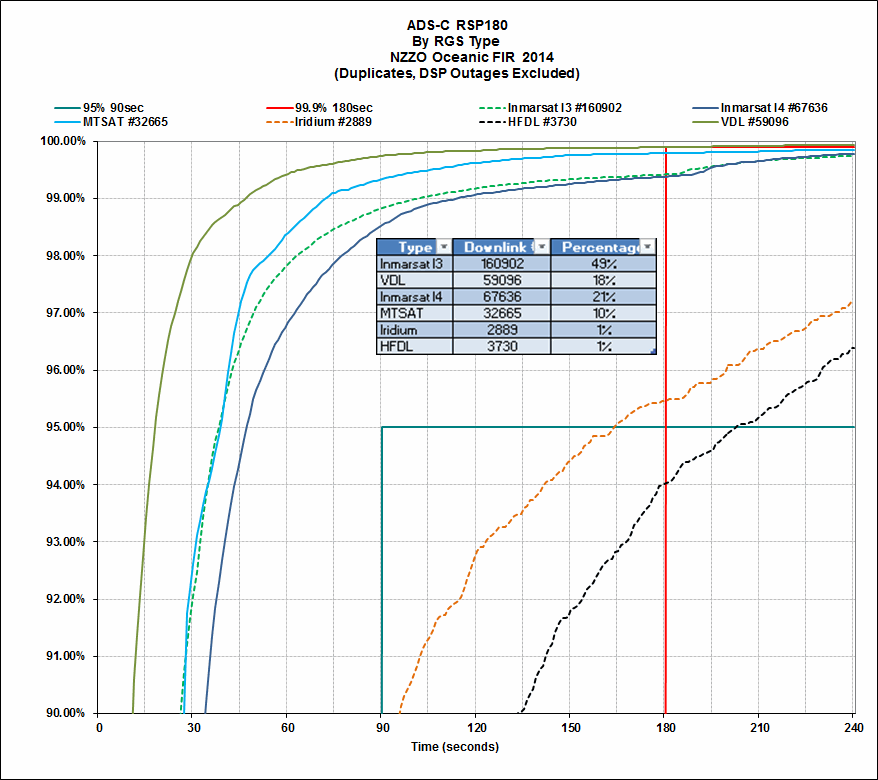 ADS-C RSP180
By RGS Type
NZZO Oceanic FIR 2014
(Duplicates, DSP Outages Excluded)
95% 90sec 99.9% 180sec Inmarsat I3 #160902 Inmarsat I4 #67636
MTSAT #32665 Iridium #2889 HFDL #3730 VDL #59096
100.00%
99.00%
98.00%
97.00%
96.00%
95.00%
94.00%
93.00%
92.00%
91.00%
90.00%
Type Downlink Percentag
Inmarsat I3 160902 49%
VDL 59096 18%
Inmarsat I4 67636 21%
MTSAT 32665 10%
Iridium 2889 1%
HFDL 3730 1%
0 30 60 90 120 150 180 210 240
Time (seconds)